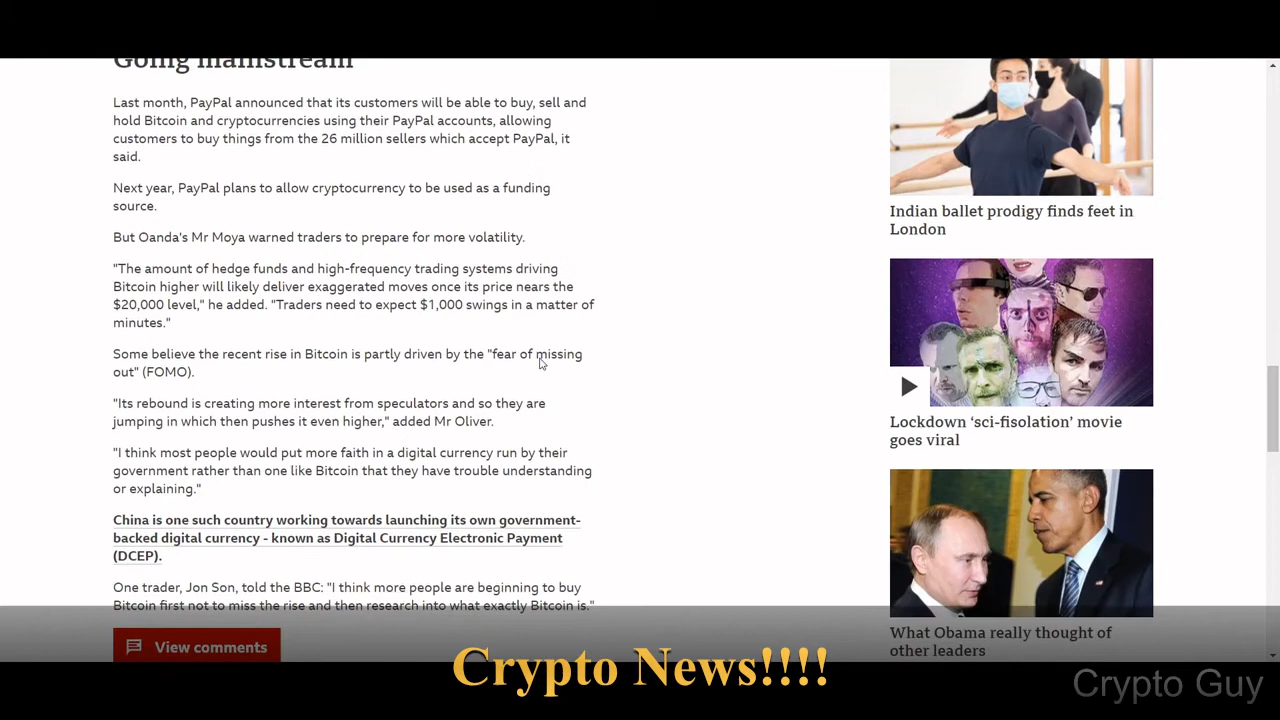 Going mainstream
Last month, PayPal announced that its customers will be able to buy, sell and
hold Bitcoin and cryptocurrencies using their PayPal accounts, allowing
customers to buy things from the 26 million sellers which accept PayPal, it
said.
Next year, PayPal plans to allow cryptocurrency to be used as a funding
source.
But Oanda's Mr Moya warned traders to prepare for more volatility.
"The amount of hedge funds and high-frequency trading systems driving
Bitcoin higher will likely deliver exaggerated moves once its price nears the
$20,000 level," he added. "Traders need to expect $1,000 swings in a matter of
minutes."
Some believe the recent rise in Bitcoin is partly driven by the "fear of missing
out" (FOMO).
"Its rebound is creating more interest from speculators and so they are
jumping in which then pushes it even higher," added Mr Oliver.
"I think most people would put more faith in a digital currency run by their
government rather than one like Bitcoin that they have trouble understanding
or explaining."
China is one such country working towards launching its own government-
backed digital currency - known as Digital Currency Electronic Payment
(DCEP).
One trader, Jon Son, told the BBC: "I think more people are beginning to buy
Bitcoin first not to miss the rise and then research into what exactly Bitcoin is."
View comments
Indian ballet prodigy finds feet in
London
Lockdown ‘sci-fisolation’ movie
goes viral
What Obama really thought of
other leaders
Crypto News!!!!
Crypto Guy